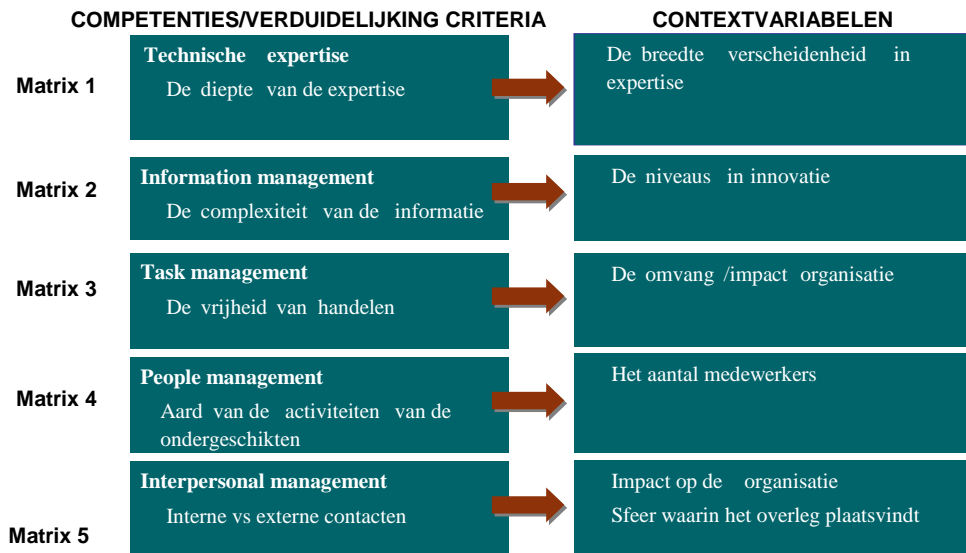 COMPETENTIES/VERDUIDELIJKING CRITERIA
CONTEXTVARIABELEN
Matrix 1
Technische expertise
De diepte van de expertise
De breedte verscheidenheid in
expertise
Matrix 2
Information management
De complexiteit van de informatie
De niveaus in innovatie
Matrix 3
Task management
De vrijheid van handelen
De omvang /impact organisatie
Matrix 4
People management
Aard van de activiteiten van de
ondergeschikten
Het aantal medewerkers
Matrix 5
Interpersonal management
Interne vs externe contacten
Impact op de organisatie
Sfeer waarin het overleg plaatsvindt